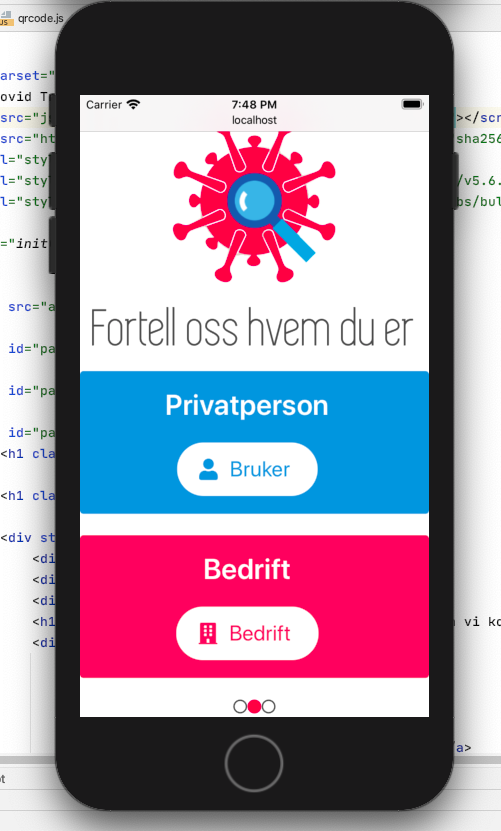 qrcode.js
JS
arset="
ovid T
src="j
></scr
src="ht
sha256
l="sty
l="sty
/v5.6.
l="sty
bs/bul
="init
src="a
id="pa
id="pa
id="pa
<h1 cla
<h1 cla
<div st
<di
<di
<di
<h1
vi ko
<di
a>
ot
Carrier
7:48 PM
localhost
Fortell oss hvem du er
Privatperson
Bruker
Bedrift
Bedrift